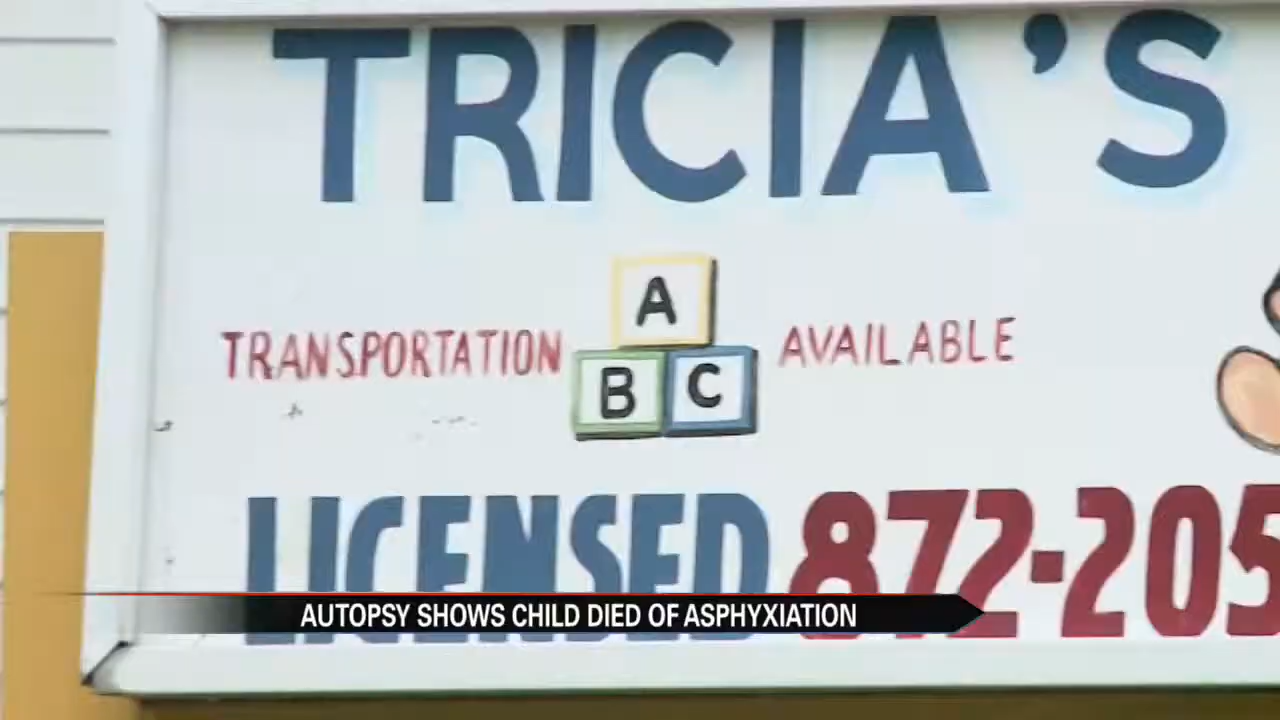 TRICIA'S
A
TRANSPORTATION AVAILABLE
B C
LICENSED 872-205
AUTOPSY SHOWS CHILD DIED OF ASPHYXIATION